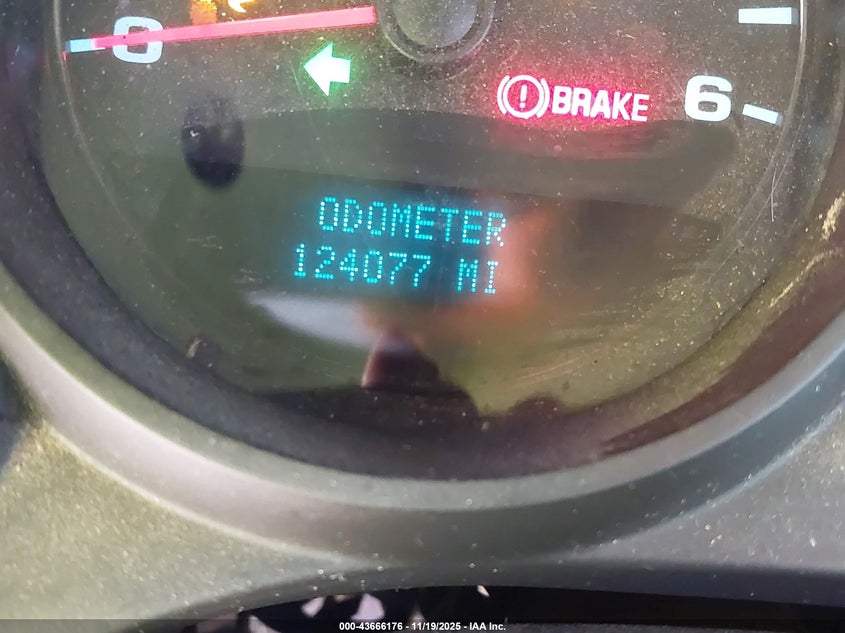 0
BRAKE 6
ODOMETER
124077 MI
000-43666176 - 11/19/2025 - IAA Inc.